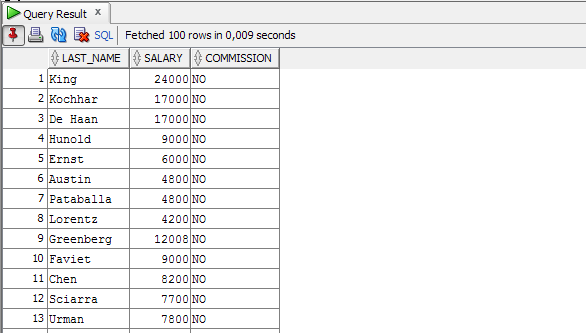 Query Result x
SQL | Fetched 100 rows in 0,009 seconds
LAST_NAME SALARY COMMISSION
1 King 24000 NO
2 Kochhar 17000 NO
3 De Haan 17000 NO
4 Hunold 9000 NO
5 Ernst 6000 NO
6 Austin 4800 NO
7 Pataballa 4800 NO
8 Lorentz 4200 NO
9 Greenberg 12008 NO
10 Faviet 9000 NO
11 Chen 8200 NO
12 Sciarra 7700 NO
13 Urman 7800 NO